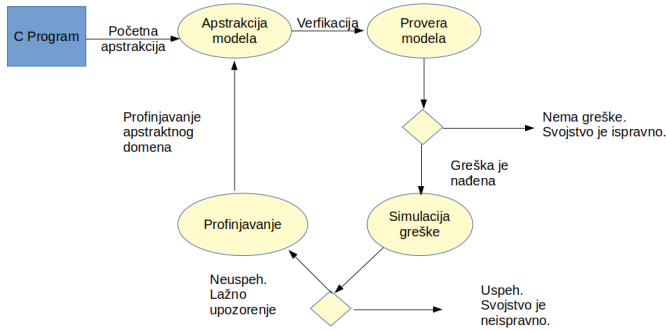 C Program
Početna
apstrakcija
Apstrakcija
modela
Verfikacija
Provera
modela
Nema greške.
Svojstvo je ispravno.
Greška je
nađena
Simulacija
greške
Uspeh.
Svojstvo je
neispravno.
Neuspeh.
Lažno
upozorenje
Profinjavanje
Profinjavanje
apstraktnog
domena